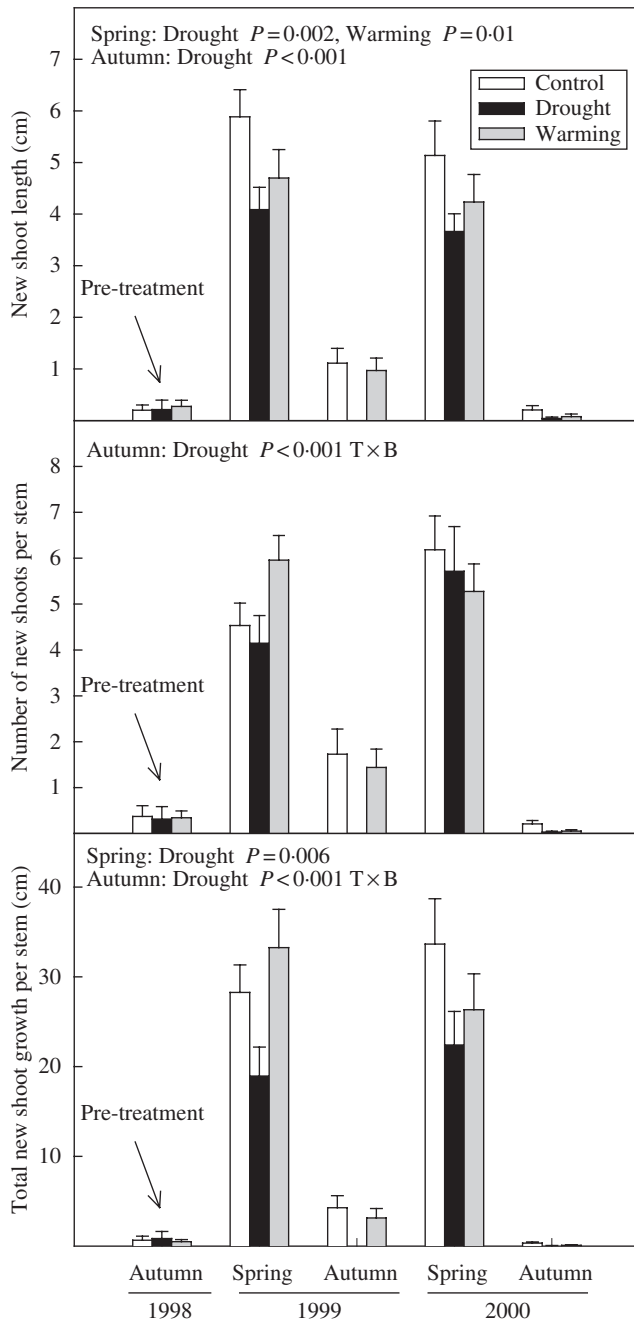 Spring: Drought P=0·002, Warming P=0·01
Autumn: Drought P<0·001
Control
Drought
Warming
New shoot length (cm)
7
6
5
4
3
2
1
Pre-treatment
Autumn: Drought P<0·001 T×B
Number of new shoots per stem
8
7
6
5
4
3
2
1
Pre-treatment
Spring: Drought P=0·006
Autumn: Drought P<0·001 T×B
Total new shoot growth per stem (cm)
40
30
20
10
Pre-treatment
Autumn Spring Autumn Spring Autumn
1998 1999 2000